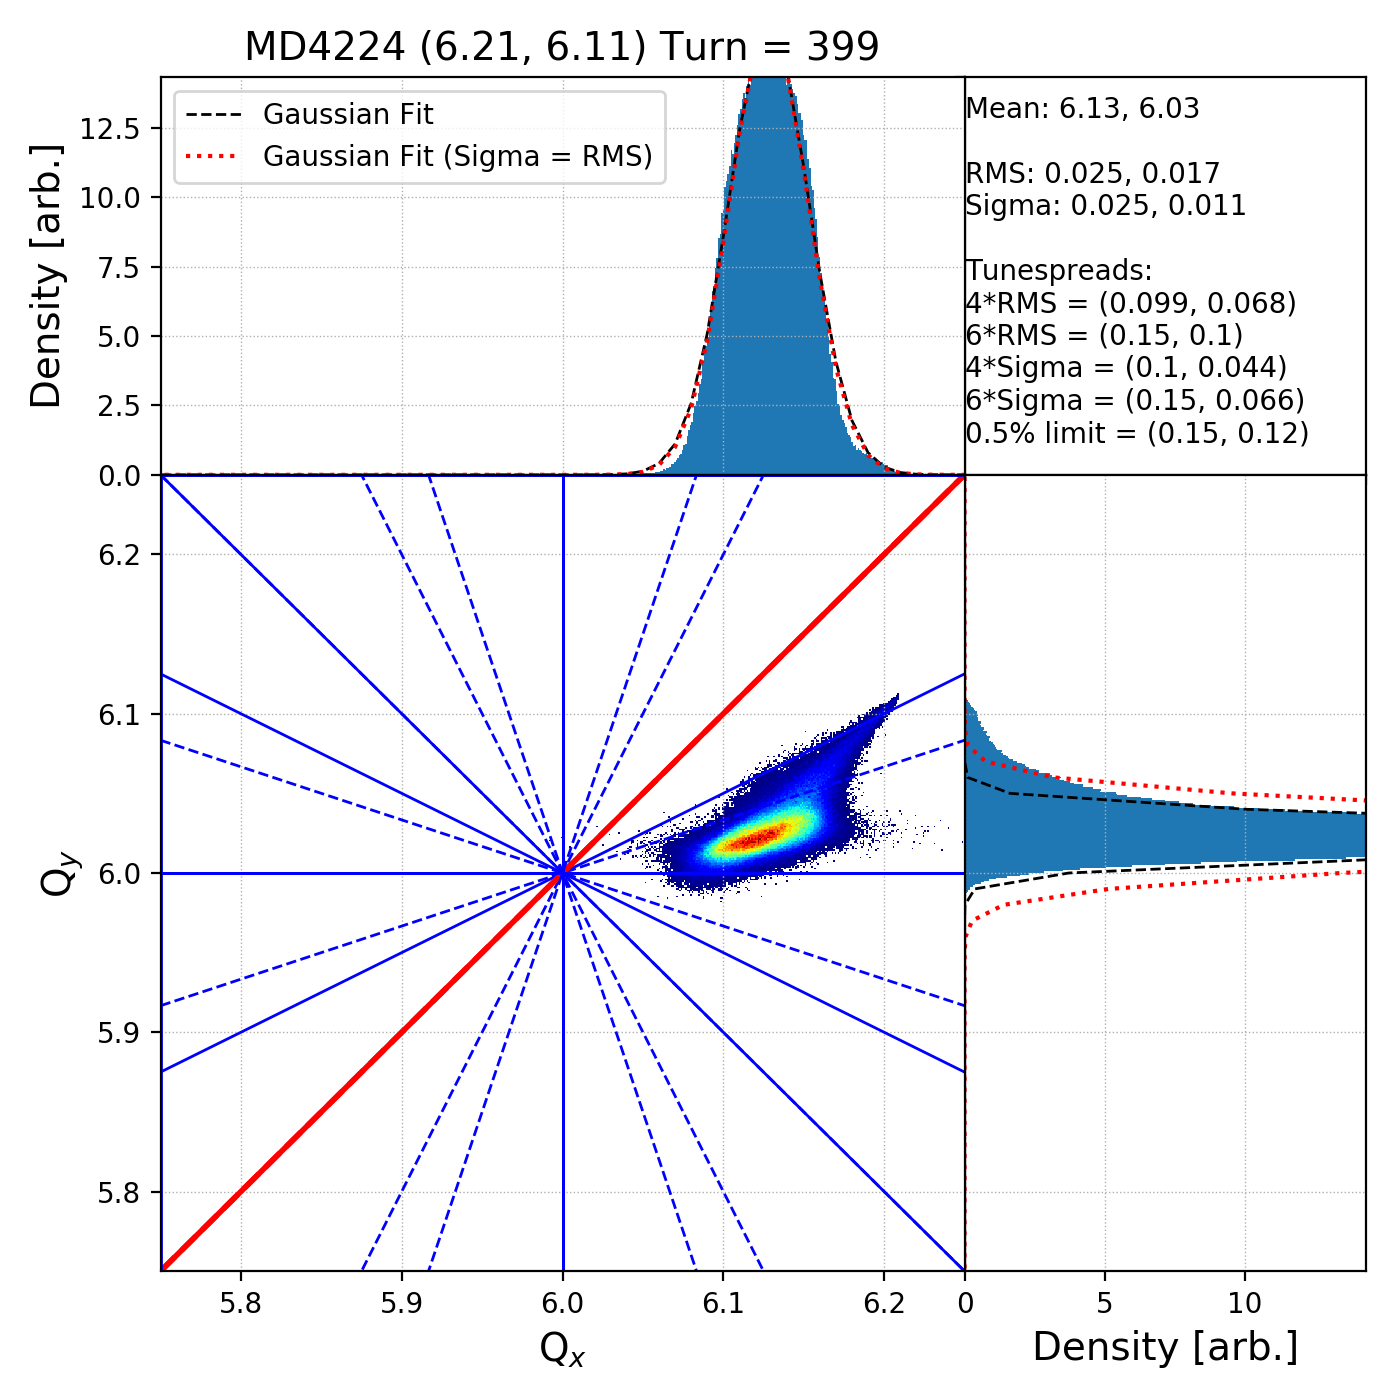 MD4224 (6.21, 6.11) Turn = 399
Gaussian Fit
Gaussian Fit (Sigma = RMS)
Density [arb.]
12.5
10.0
7.5
5.0
2.5
0.0
Mean: 6.13, 6.03
RMS: 0.025, 0.017
Sigma: 0.025, 0.011
Tunespreads:
4*RMS = (0.099, 0.068)
6*RMS = (0.15, 0.1)
4*Sigma = (0.1, 0.044)
6*Sigma = (0.15, 0.066)
0.5% limit = (0.15, 0.12)
Qy
6.2
6.1
6.0
5.9
5.8
5.8 5.9 6.0 6.1 6.2
Qx
0 5 10
Density [arb.]